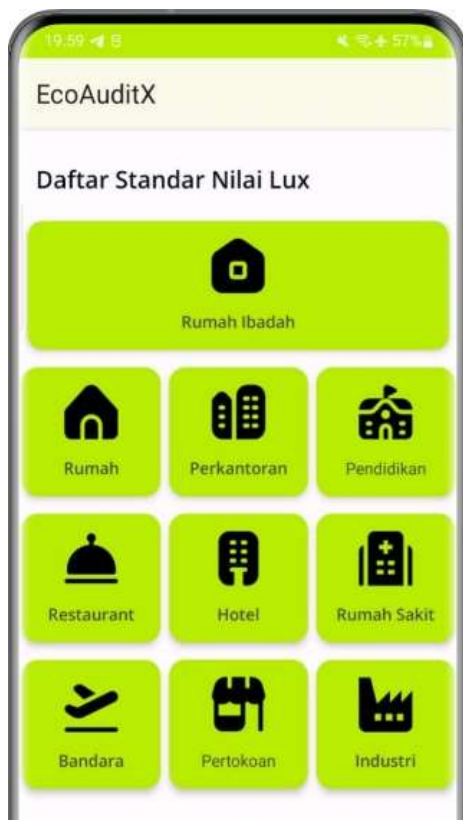 19.59
57%
EcoAuditX
Daftar Standar Nilai Lux
Rumah Ibadah
Rumah
Perkantoran
Pendidikan
Restaurant
Hotel
Rumah Sakit
Bandara
Pertokoan
Industri